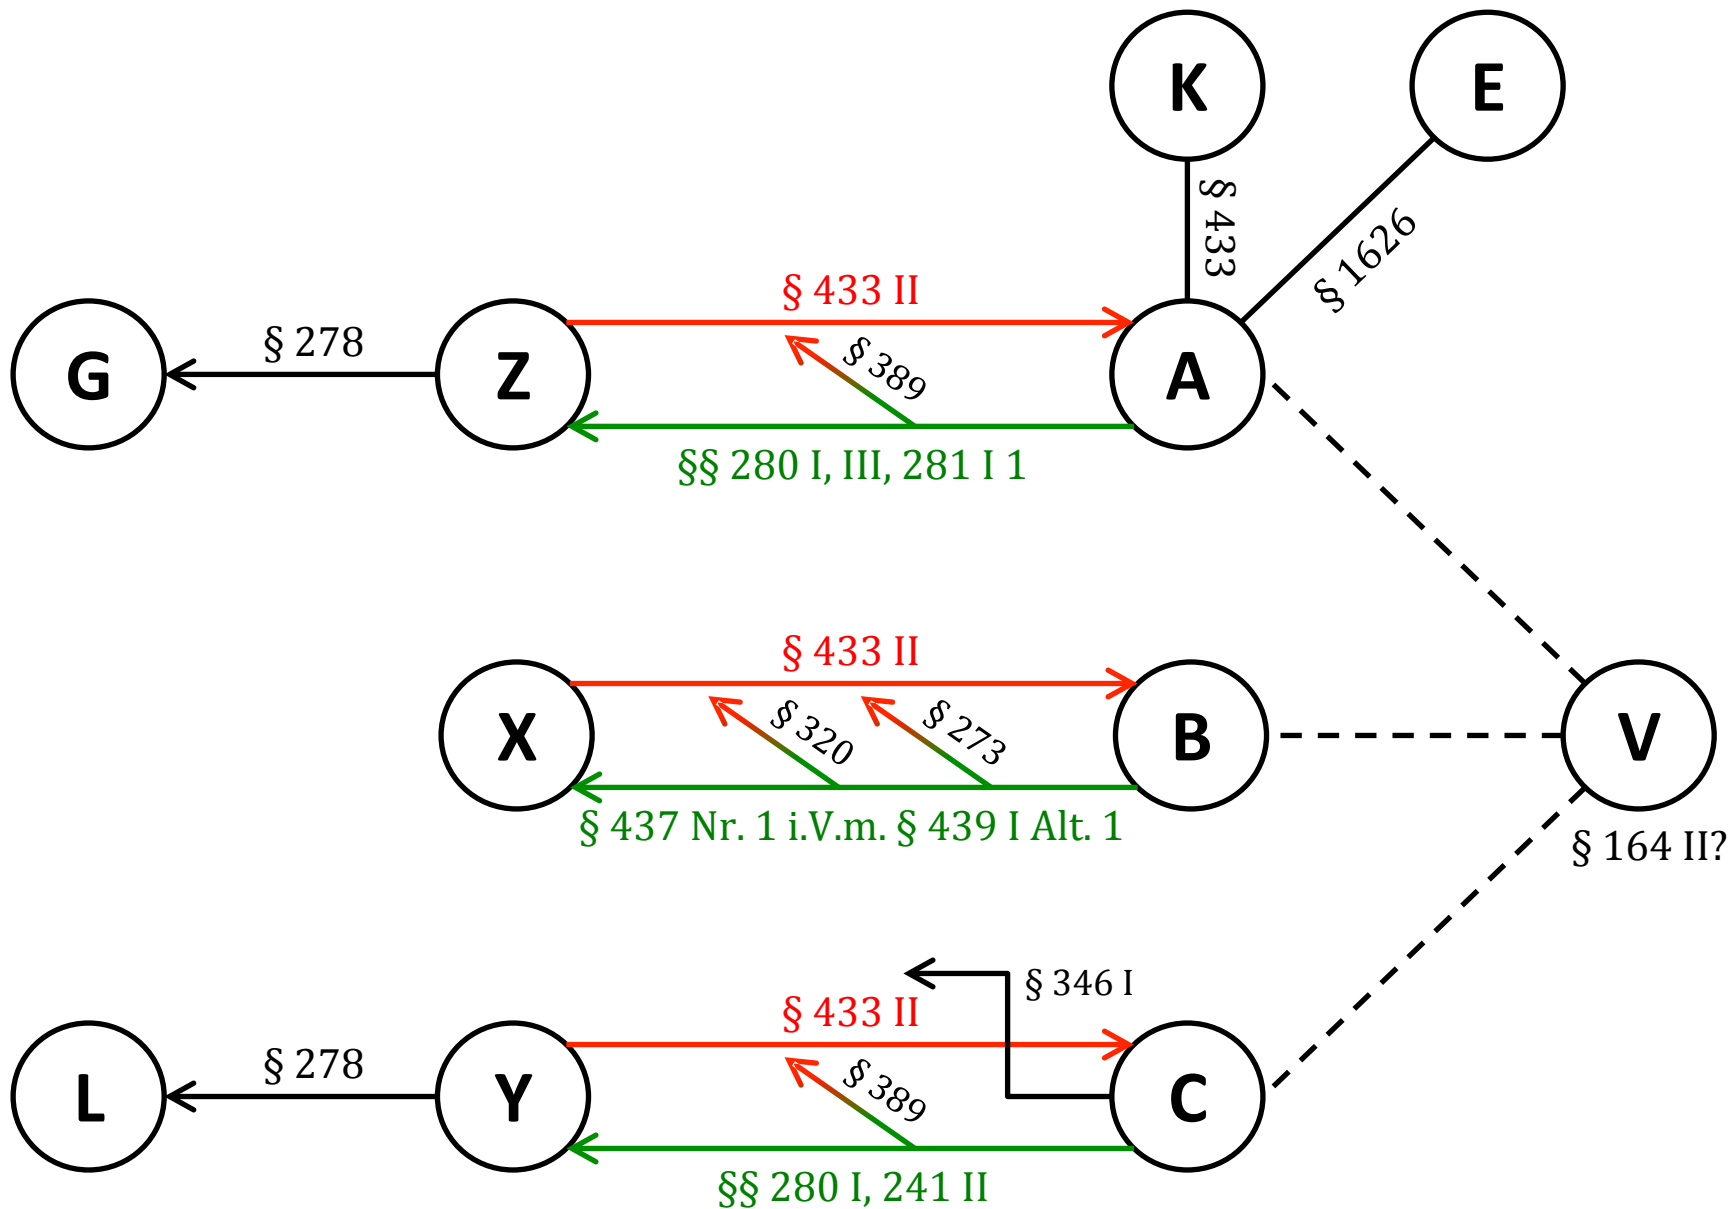 K
E
§ 433
§ 1626
§ 433 II
§ 278
G
Z
§ 389
A
§§ 280 I, III, 281 I 1
§ 433 II
X
§ 320
§ 273
B
V
§ 437 Nr. 1 i.V.m. § 439 I Alt. 1
§ 164 II?
§ 346 I
§ 433 II
§ 278
L
Y
§ 389
C
§§ 280 I, 241 II